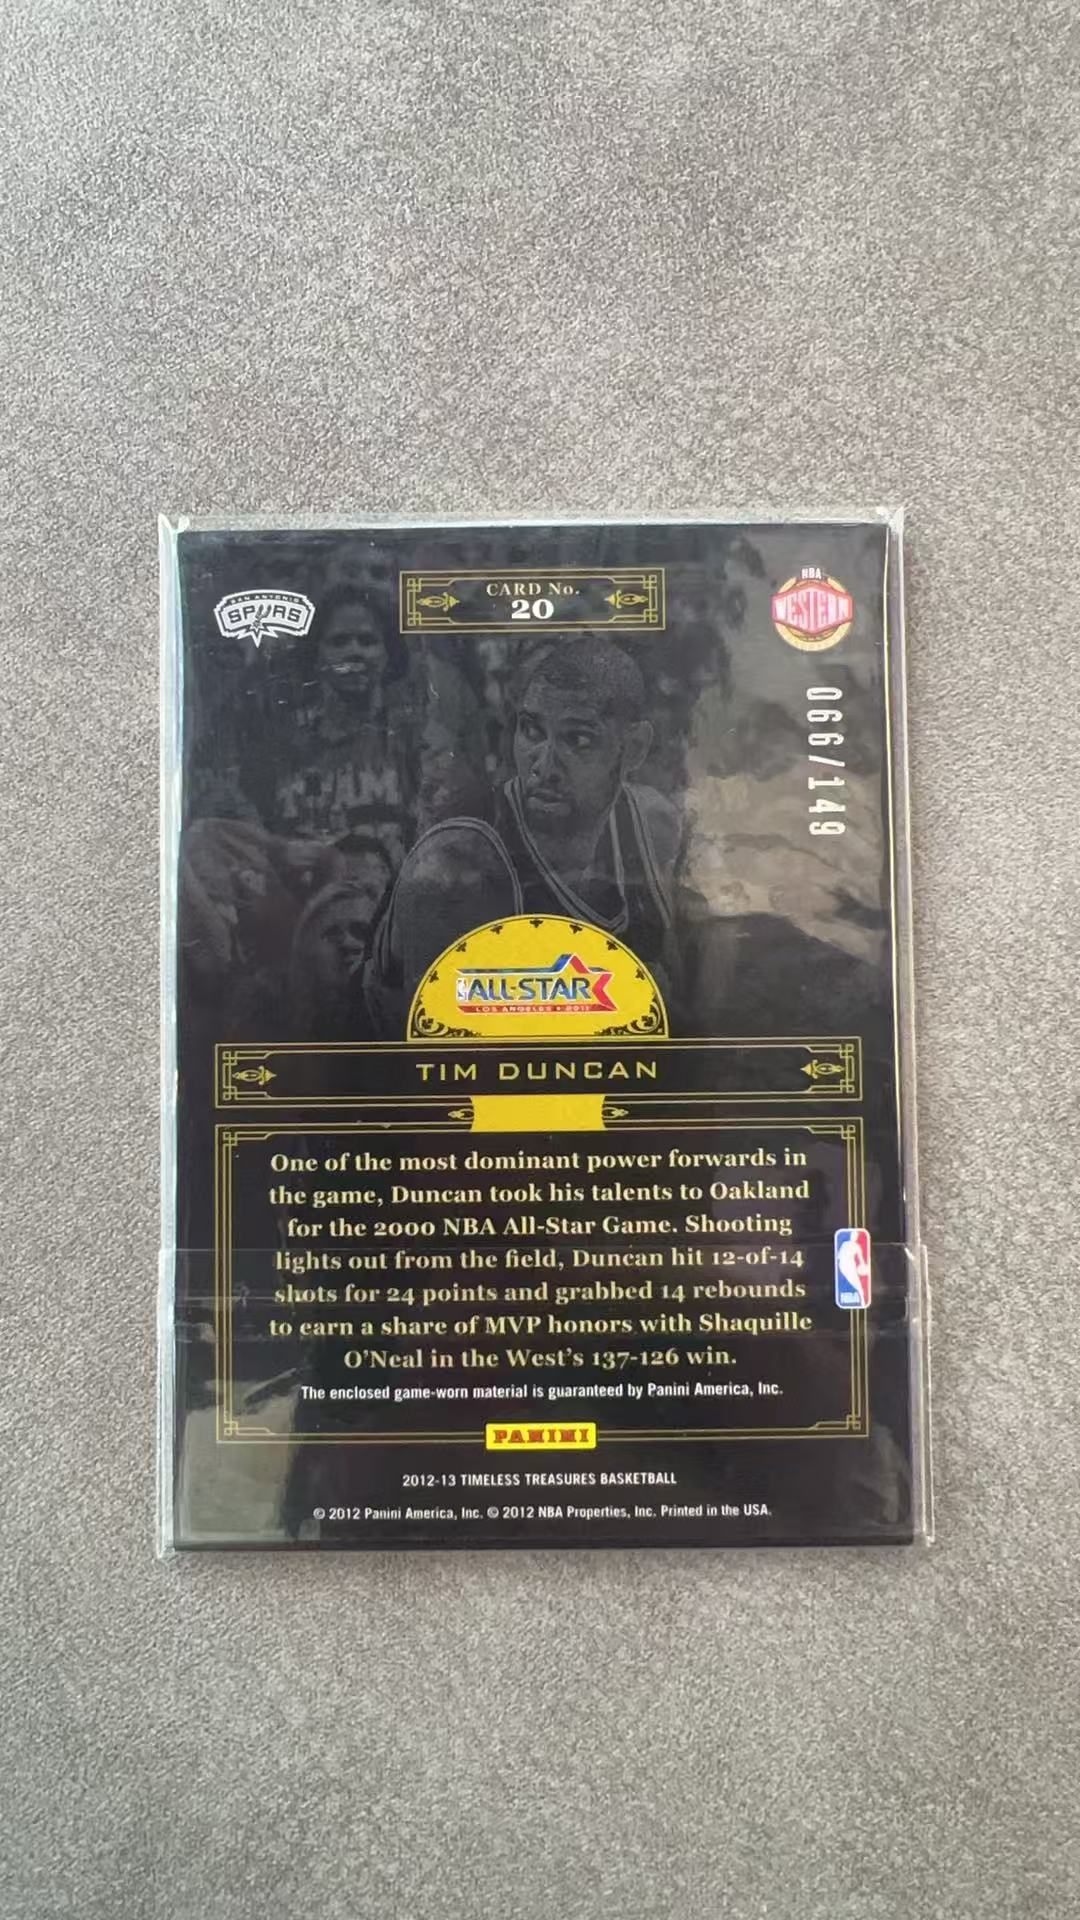 SAN ANTONIO
SPURS
CARD No.
20
NBA
WESTERN
066/149
TEAM
NBA ALL-STAR
LOS ANGELES • 2011
TIM DUNCAN
One of the most dominant power forwards in
the game, Duncan took his talents to Oakland
for the 2000 NBA All-Star Game. Shooting
lights out from the field, Duncan hit 12-of-14
shots for 24 points and grabbed 14 rebounds
to earn a share of MVP honors with Shaquille
O'Neal in the West's 137-126 win.
NBA
The enclosed game-worn material is guaranteed by Panini America, Inc.
PANINI
2012-13 TIMELESS TREASURES BASKETBALL
© 2012 Panini America, Inc. © 2012 NBA Properties, Inc. Printed in the USA.